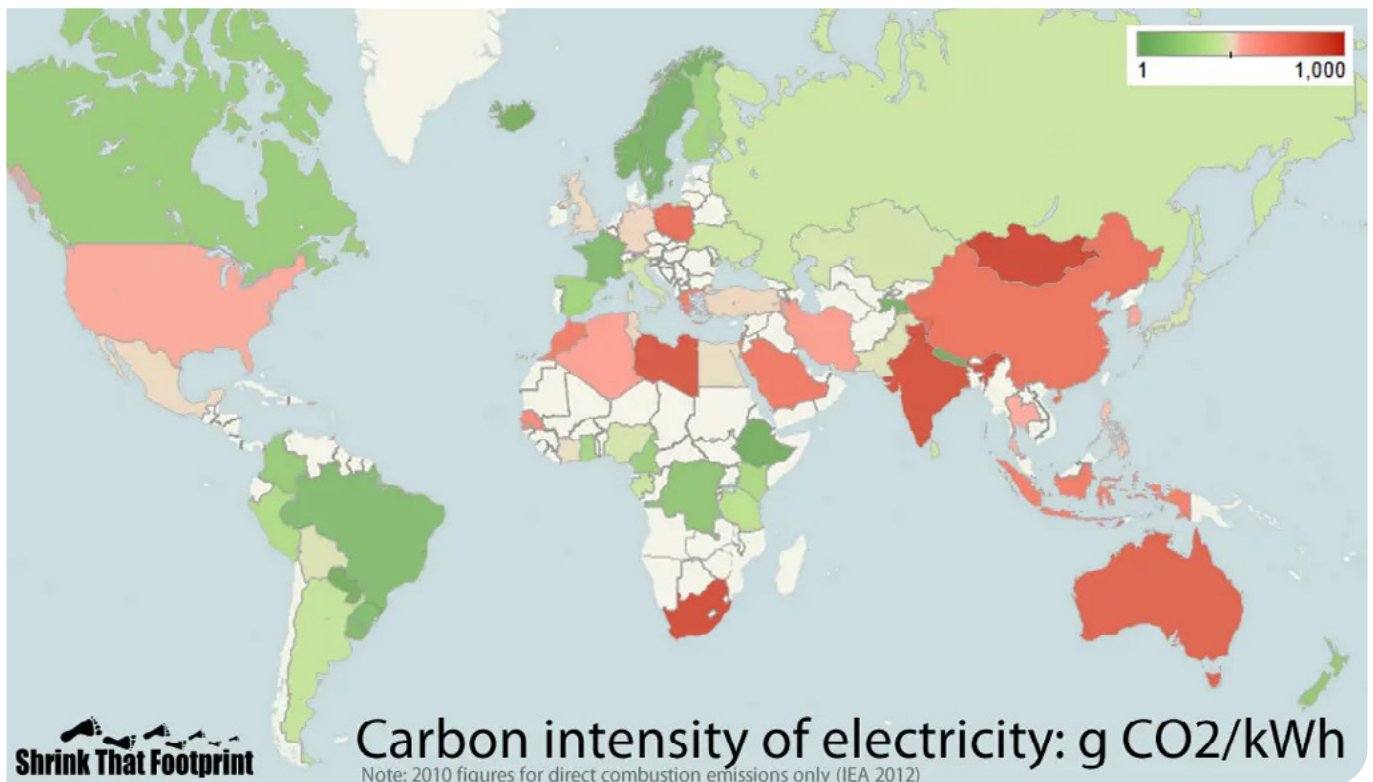 1 1,000
Shrink That Footprint
Carbon intensity of electricity: g CO2/kWh
Note: 2010 figures for direct combustion emissions only (IEA 2012)